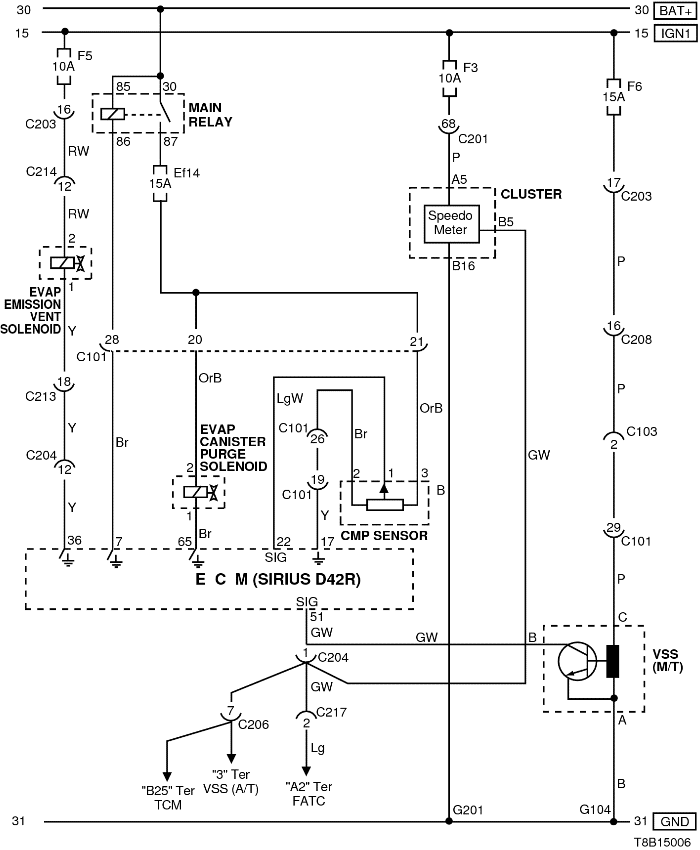 30
30 BAT+
15
15 IGN1
F5
10A
F3
10A
F6
15A
85
30
MAIN
RELAY
86
87
Ef14
15A
16
C203
RW
C214
12
RW
2
1
EVAP
EMISSION
VENT
SOLENOID
Y
68
C201
P
A5
CLUSTER
Speedo
Meter
B5
B16
17
C203
P
16
C208
P
C103
2
29
C101
P
C
28
20
21
C101
18
C213
Y
C204
12
Y
Br
OrB
LgW
OrB
EVAP
CANISTER
PURGE
SOLENOID
2
1
Br
C101
26
Br
19
C101
Y
2
1
3
B
GW
CMP SENSOR
36
7
65
22
17
SIG
E C M (SIRIUS D42R)
SIG
51
GW
GW
B
VSS
(M/T)
A
1
C204
GW
7
C206
C217
2
Lg
"B25" Ter
TCM
"3" Ter
VSS (A/T)
"A2" Ter
FATC
B
G201
G104
31
31 GND
T8B15006